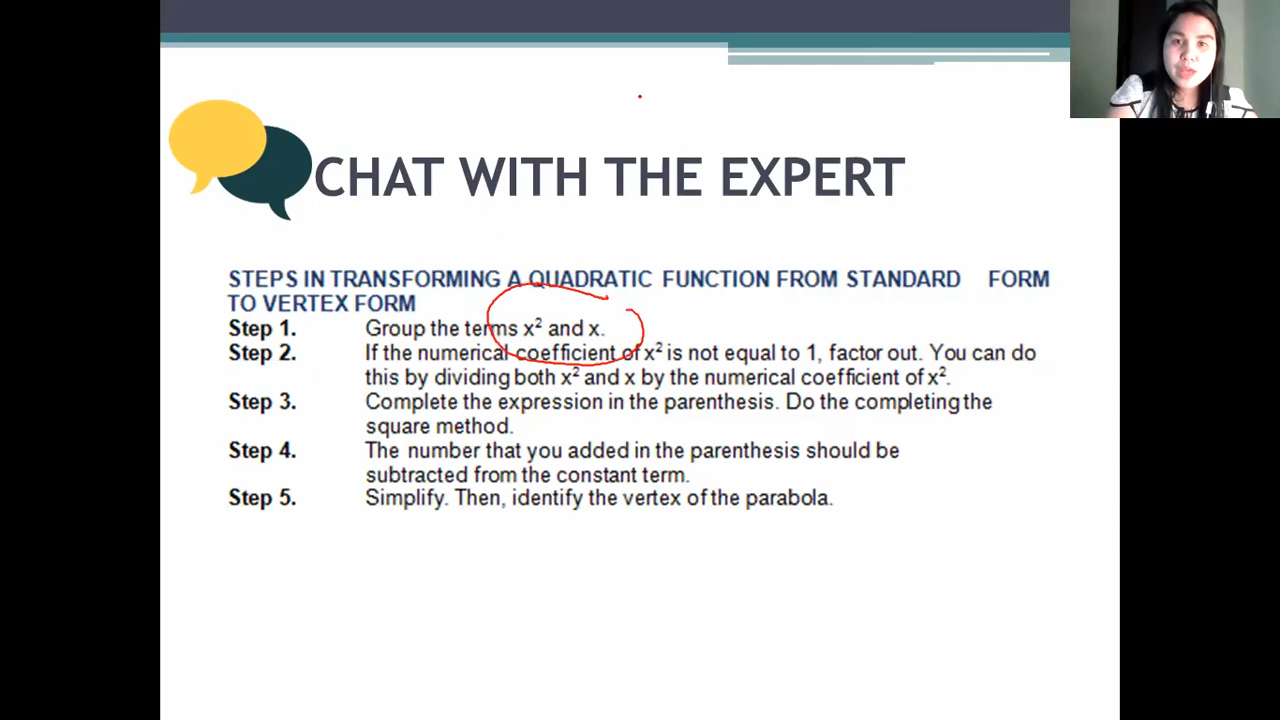 CHAT WITH THE EXPERT
STEPS IN TRANSFORMING A QUADRATIC FUNCTION FROM STANDARD FORM
TO VERTEX FORM
Step 1. Group the terms x² and x.
Step 2. If the numerical coefficient of x² is not equal to 1, factor out. You can do
this by dividing both x² and x by the numerical coefficient of x².
Step 3. Complete the expression in the parenthesis. Do the completing the
square method.
Step 4. The number that you added in the parenthesis should be
subtracted from the constant term.
Step 5. Simplify. Then, identify the vertex of the parabola.